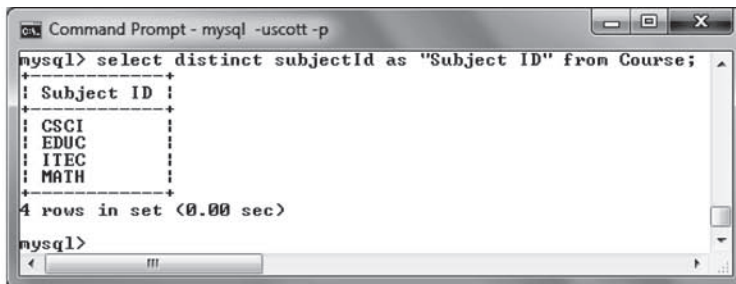 Command Prompt - mysql -uscott -p
mysql> select distinct subjectId as "Subject ID" from Course;
+------------+
| Subject ID |
+------------+
| CSCI       |
| EDUC       |
| ITEC       |
| MATH       |
+------------+
4 rows in set (0.00 sec)
mysql>